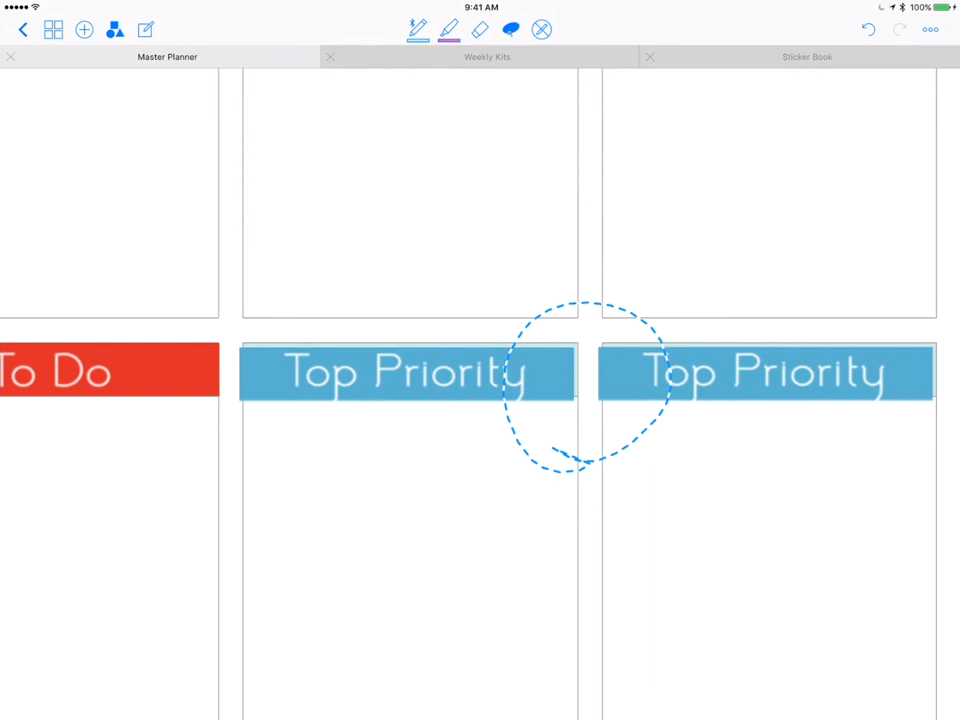 9:41 AM
100%
Master Planner
Weekly Kits
Sticker Book
To Do
Top Priority
Top Priority